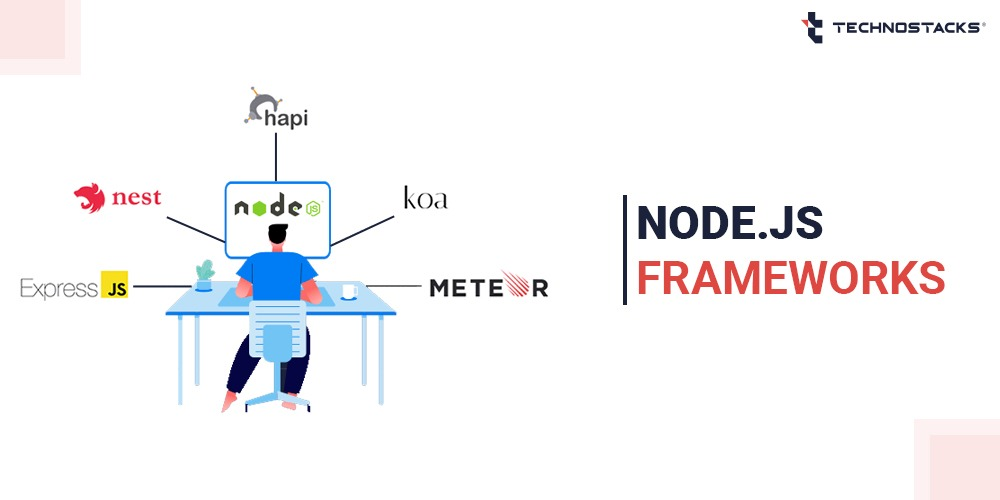 TECHNOSTACKS®
hapi
nest
node
JS
koa
Express JS
METEOR
NODE.JS
FRAMEWORKS